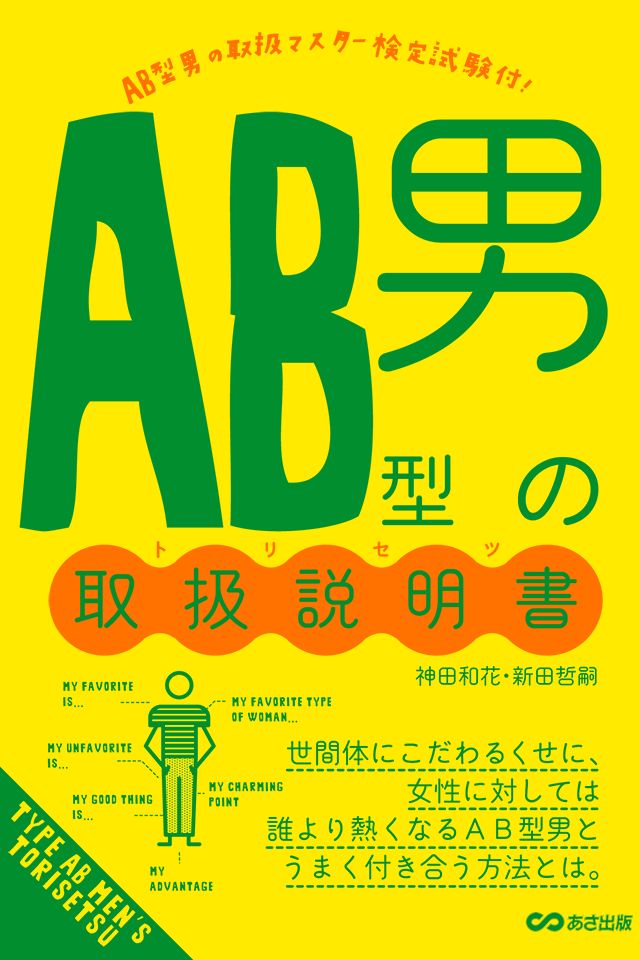 AB型男の取扱マスター検定試験付!
AB型男の
トリセツ
取扱説明書
神田和花・新田哲嗣
MY FAVORITE
IS...
MY FAVORITE TYPE
OF WOMAN...
MY UNFAVORITE
IS...
MY CHARMING
POINT
MY GOOD THING
IS...
MY
ADVANTAGE
世間体にこだわるくせに、
女性に対しては
誰より熱くなるAB型男と
うまく付き合う方法とは。
TYPE AB MEN'S
TORISETSU
あさ出版